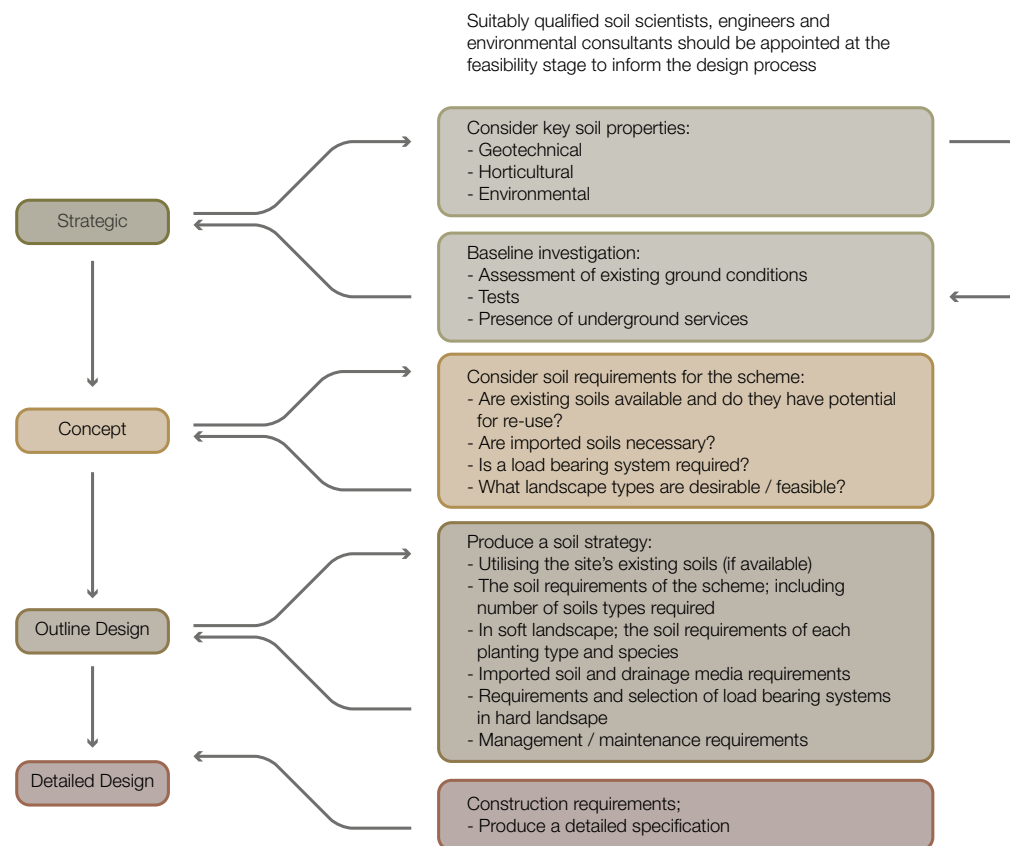 Suitably qualified soil scientists, engineers and
environmental consultants should be appointed at the
feasibility stage to inform the design process
Consider key soil properties:
- Geotechnical
- Horticultural
- Environmental
Strategic
Baseline investigation:
- Assessment of existing ground conditions
- Tests
- Presence of underground services
Consider soil requirements for the scheme:
- Are existing soils available and do they have potential
for re-use?
- Are imported soils necessary?
- Is a load bearing system required?
- What landscape types are desirable / feasible?
Concept
Produce a soil strategy:
- Utilising the site's existing soils (if available)
- The soil requirements of the scheme; including
number of soils types required
- In soft landscape; the soil requirements of each
planting type and species
- Imported soil and drainage media requirements
- Requirements and selection of load bearing systems
in hard landsape
- Management / maintenance requirements
Outline Design
Detailed Design
Construction requirements;
- Produce a detailed specification